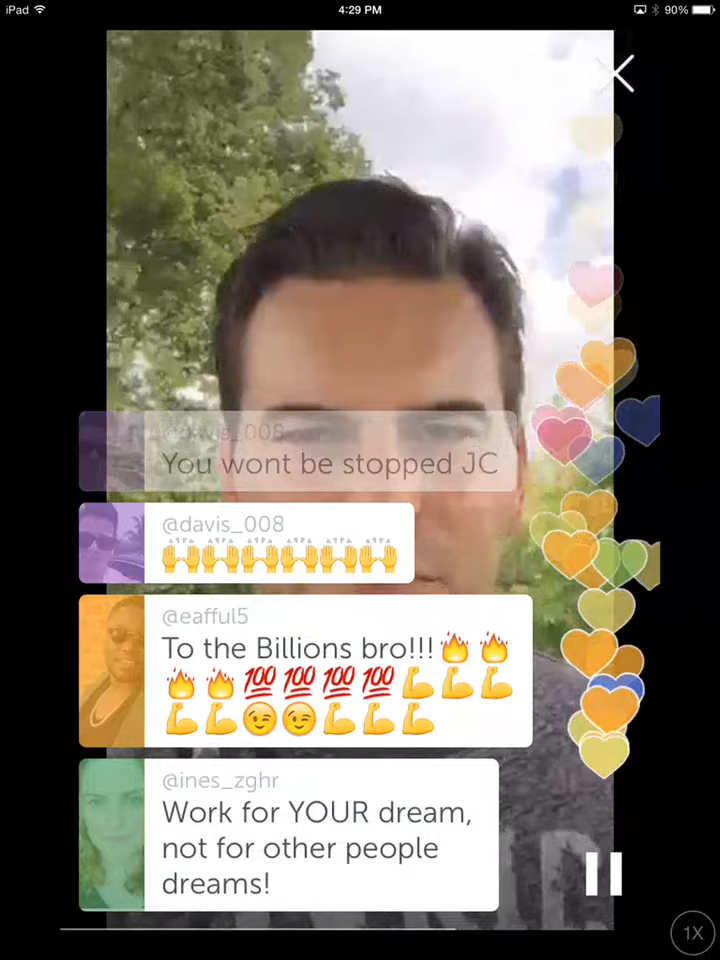 iPad
4:29 PM
90%
@davis_008
You wont be stopped JC
@davis_008
🙌🙌🙌🙌🙌🙌
@eafful5
To the Billions bro!!!🔥🔥
🔥🔥💯💯💯💯💪💪💪
💪💪😉😉💪💪💪
@ines_zghr
Work for YOUR dream,
not for other people
dreams!
1X